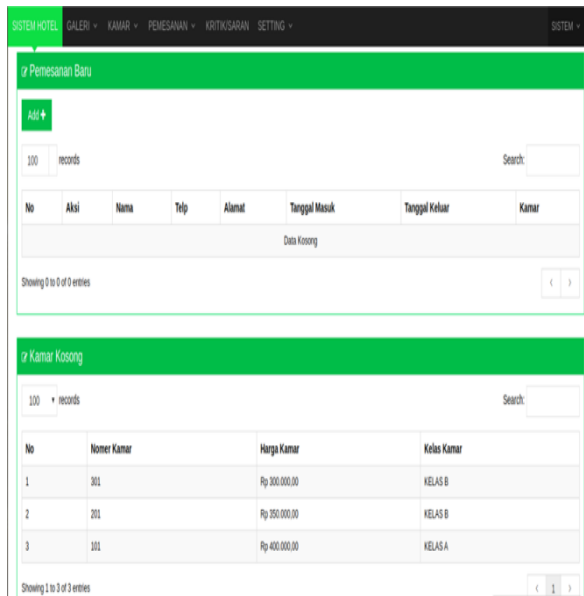 SISTEM HOTEL GALERI KAMAR PEMESANAN KRITIK/SARAN SETTING SISTEM
Pemesanan Baru
Add +
100 records Search:
No Aksi Nama Telp Alamat Tanggal Masuk Tanggal Keluar Kamar
Data Kosong
Showing 0 to 0 of 0 entries
Kamar Kosong
100 records Search:
No Nomer Kamar Harga Kamar Kelas Kamar
1 301 Rp 300.000,00 KELAS B
2 201 Rp 350.000,00 KELAS B
3 101 Rp 400.000,00 KELAS A
Showing 1 to 3 of 3 entries 1